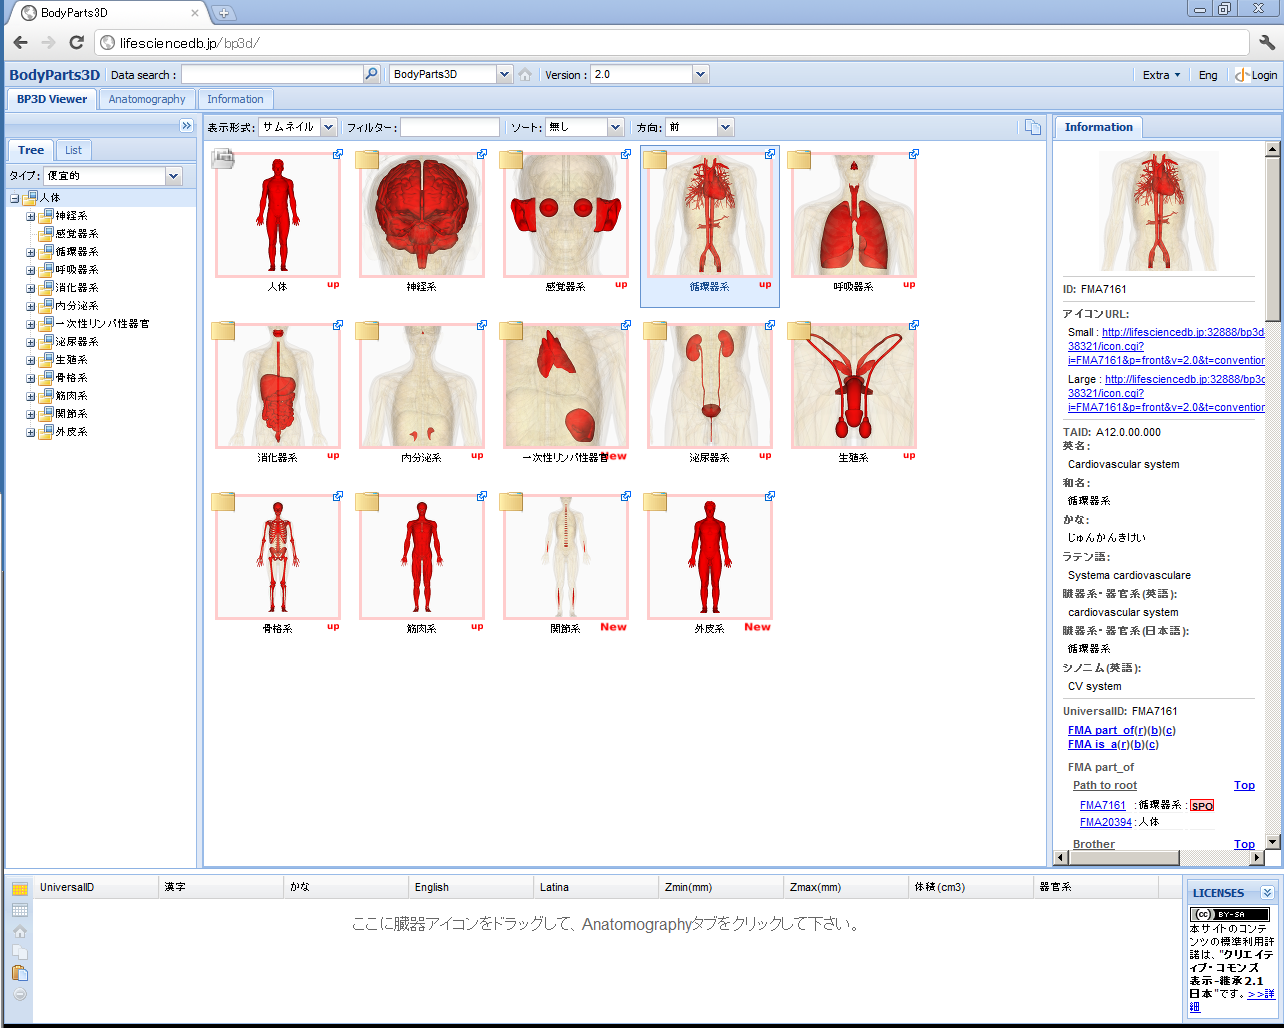 BodyParts3D
lifesciencedb.jp/bp3d/
BodyParts3D Data search : BodyParts3D Version : 2.0 Extra Eng Login
BP3D Viewer Anatomography Information
表示形式: サムネイル フィルター: ソート: 無し 方向: 前
Tree List
タイプ: 便宜的
人体
神経系
感覚器系
循環器系
呼吸器系
消化器系
内分泌系
一次性リンパ性器官
泌尿器系
生殖系
骨格系
筋肉系
関節系
外皮系
人体 up
神経系 up
感覚器系 up
循環器系 up
呼吸器系 up
消化器系 up
内分泌系 up
一次性リンパ性器官 New
泌尿器系 up
生殖系 up
骨格系 up
筋肉系 up
関節系 New
外皮系 New
Information
ID: FMA7161
アイコンURL:
Small : http://lifesciencedb.jp:32888/bp3d-
38321/icon.cgi?
i=FMA7161&p=front&v=2.0&t=convention
Large : http://lifesciencedb.jp:32888/bp3d-
38321/icon.cgi?
i=FMA7161&p=front&v=2.0&t=convention
TAID: A12.0.00.000
英名:
Cardiovascular system
和名:
循環器系
かな:
じゅんかんきけい
ラテン語:
Systema cardiovasculare
臓器系・器官系(英語):
cardiovascular system
臓器系・器官系(日本語):
循環器系
シノニム(英語):
CV system
UniversalID: FMA7161
FMA part_of(r)(b)(c)
FMA is_a(r)(b)(c)
FMA part_of
Path to root Top
FMA7161 :循環器系 : SPO
FMA20394 :人体
Brother Top
UniversalID 漢字 かな English Latina Zmin(mm) Zmax(mm) 体積(cm3) 器官系
ここに臓器アイコンをドラッグして、Anatomographyタブをクリックして下さい。
LICENSES
cc BY-SA
本サイトのコンテ
ンツの標準利用許
諾は、"クリエイテ
ィブ・コモンズ
表示-継承2.1
日本"です。>>詳
細